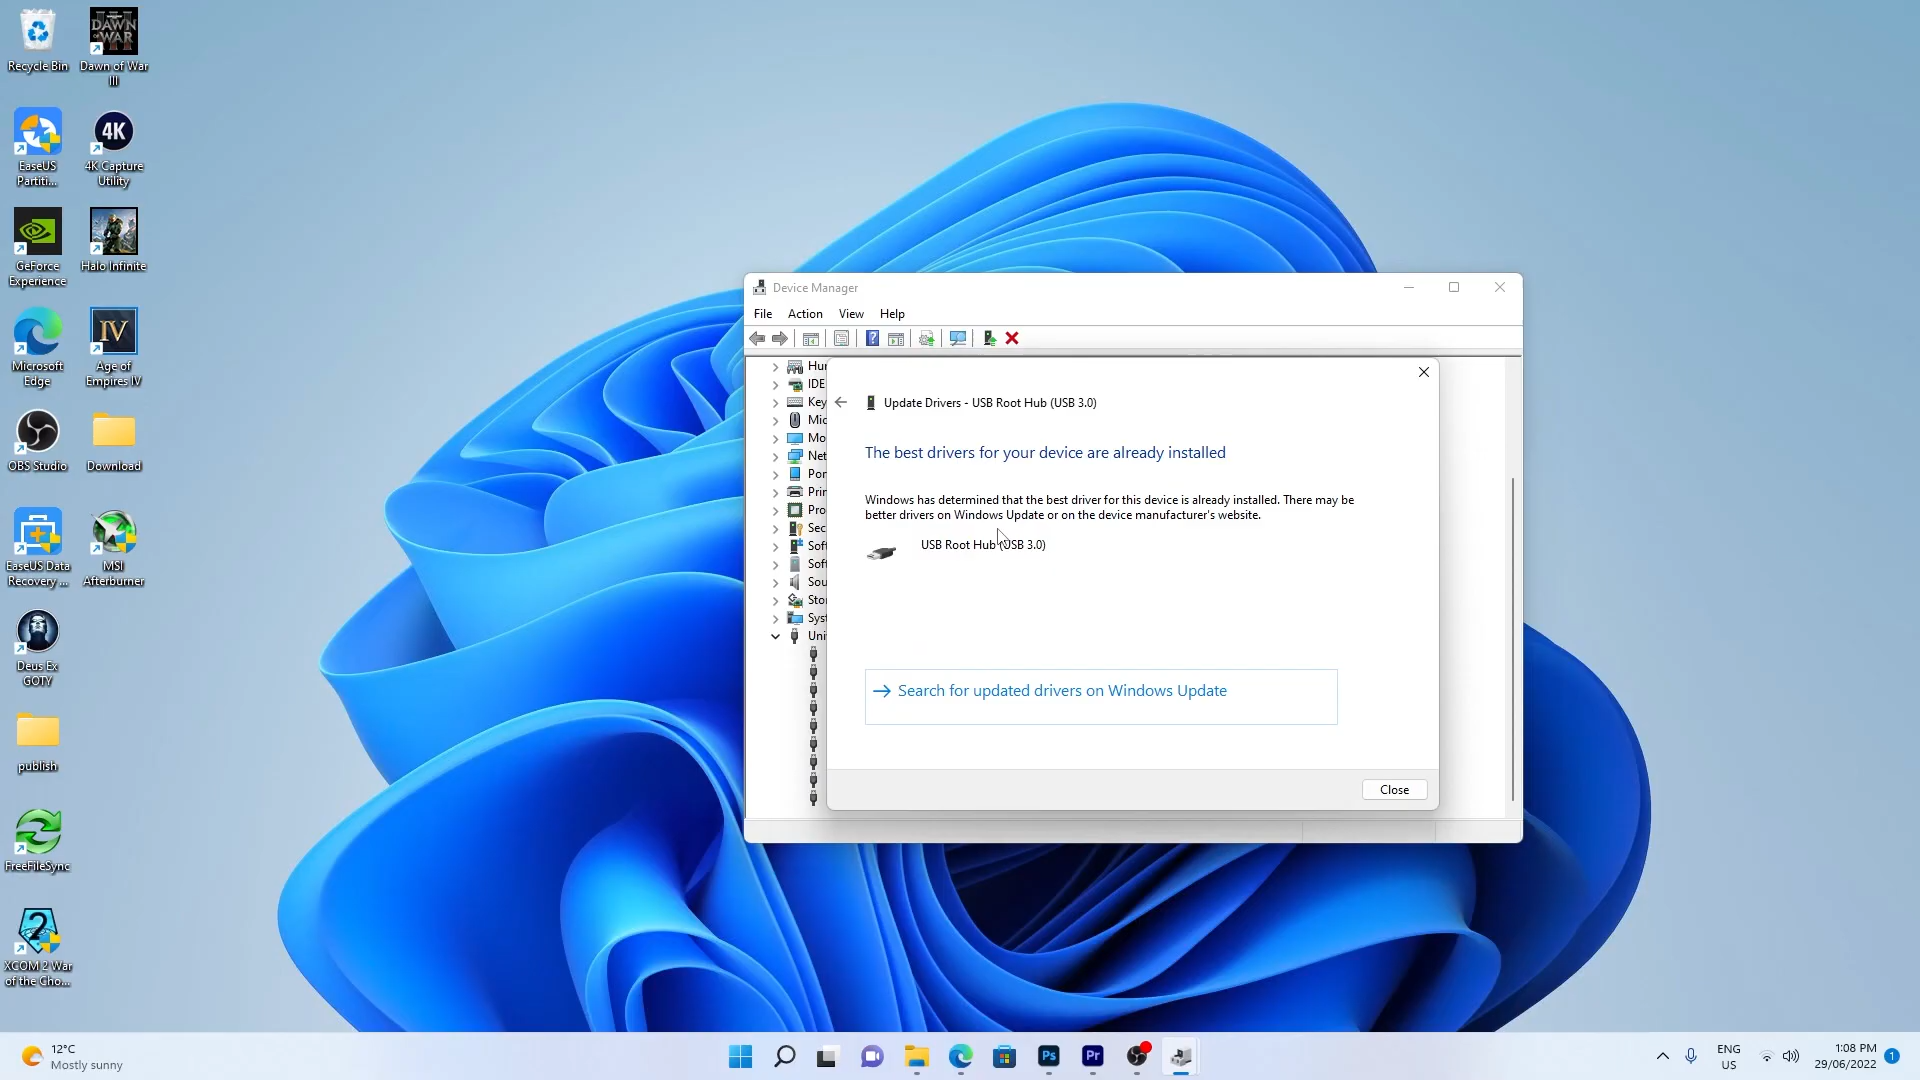 Recycle Bin
Dawn of War
III
EaseUS
Partiti...
4K
4K Capture
Utility
GeForce
Experience
Halo Infinite
Microsoft
Edge
IV
Age of
Empires IV
OBS Studio
Download
EaseUS Data
Recovery ...
MSI
Afterburner
Deus Ex
GOTY
publish
FreeFileSync
2
XCOM 2 War
of the Cho...
Device Manager
File Action View Help
Hur
IDE
Key
Mic
Mo
Net
Por
Prin
Pro
Sec
Soft
Soft
Sou
Stor
Syst
Uni
Update Drivers - USB Root Hub (USB 3.0)
The best drivers for your device are already installed
Windows has determined that the best driver for this device is already installed. There may be
better drivers on Windows Update or on the device manufacturer's website.
USB Root Hub (USB 3.0)
Search for updated drivers on Windows Update
Close
12°C
Mostly sunny
Ps
Pr
ENG
US
1:08 PM
29/06/2022
1